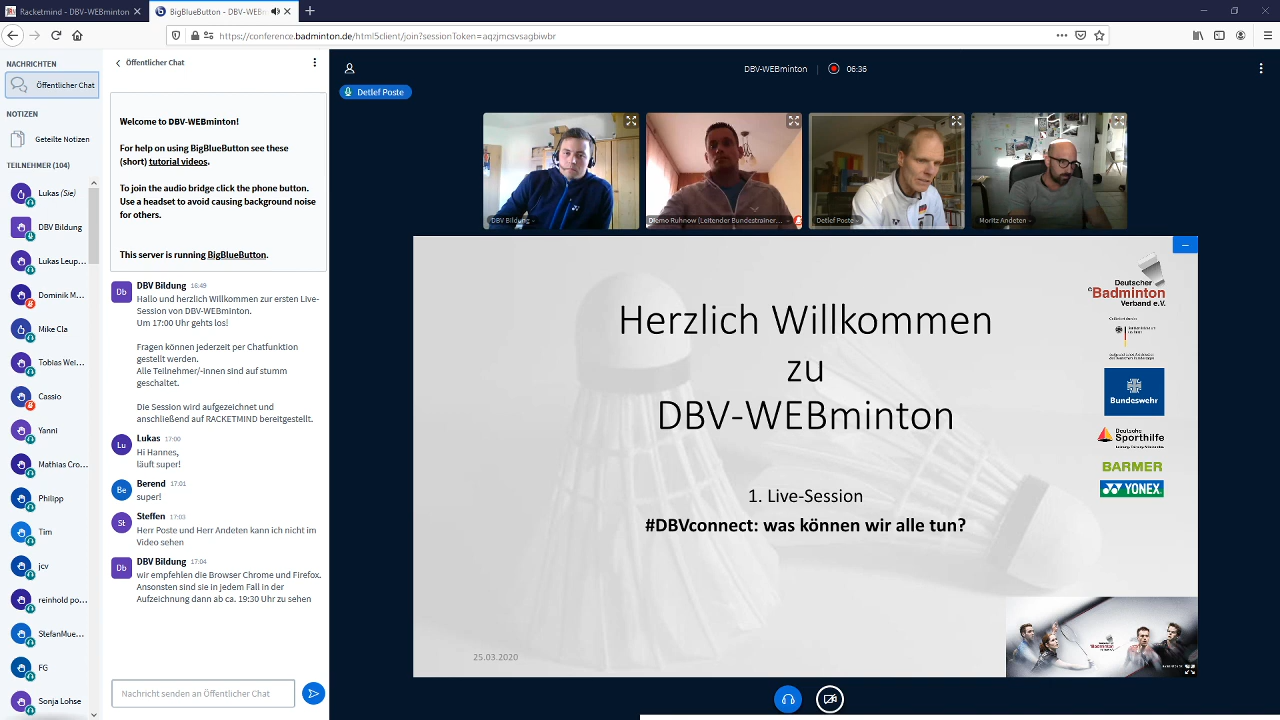 Racketmind - DVB-WEBminton
BigBlueButton - DBV-WEB
https://conference.badminton.de/html5client/join?sessionToken=aqzjmcsvsagbiwbr
NACHRICHTEN
Öffentlicher Chat
NOTIZEN
Geteilte Notizen
TEILNEHMER (104)
Lukas (Sie)
DBV Bildung
Lukas Leup...
Dominik M...
Mike Cla
Tobias Wel...
Cassio
Yanni
Mathias Cro...
Philipp
Tim
jcv
reinhold po...
StefanMue...
FG
Sonja Lohse
Öffentlicher Chat
Welcome to DBV-WEBminton!
For help on using BigBlueButton see these
(short) tutorial videos.
To join the audio bridge click the phone button.
Use a headset to avoid causing background noise
for others.
This server is running BigBlueButton.
Db
DBV Bildung 16:49
Hallo und herzlich Willkommen zur ersten Live-
Session von DBV-WEBminton.
Um 17:00 Uhr gehts los!
Fragen können jederzeit per Chatfunktion
gestellt werden.
Alle Teilnehmer/-Innen sind auf stumm
geschaltet.
Die Session wird aufgezeichnet und
anschließend auf RACKETMIND bereitgestellt.
Lu
Lukas 17:00
Hi Hannes,
läuft super!
Be
Berend 17:01
super!
St
Steffen 17:03
Herr Poste und Herr Andeten kann ich nicht im
Video sehen
Db
DBV Bildung 17:04
wir empfehlen die Browser Chrome und Firefox.
Ansonsten sind sie in jedem Fall in der
Aufzeichnung dann ab ca. 19:30 Uhr zu sehen
Nachricht senden an Öffentlicher Chat
DBV-WEBminton
06:36
Detlef Poste
DBV Bildung
Diemo Ruhnow (Leitender Bundestrainer...
Detlef Poste
Moritz Andeten
Herzlich Willkommen
zu
DBV-WEBminton
1. Live-Session
#DBVconnect: was können wir alle tun?
25.03.2020
Deutscher
Badminton
Verband e.V.
Bundeswehr
Deutsche
Sporthilfe
BARMER
YONEX